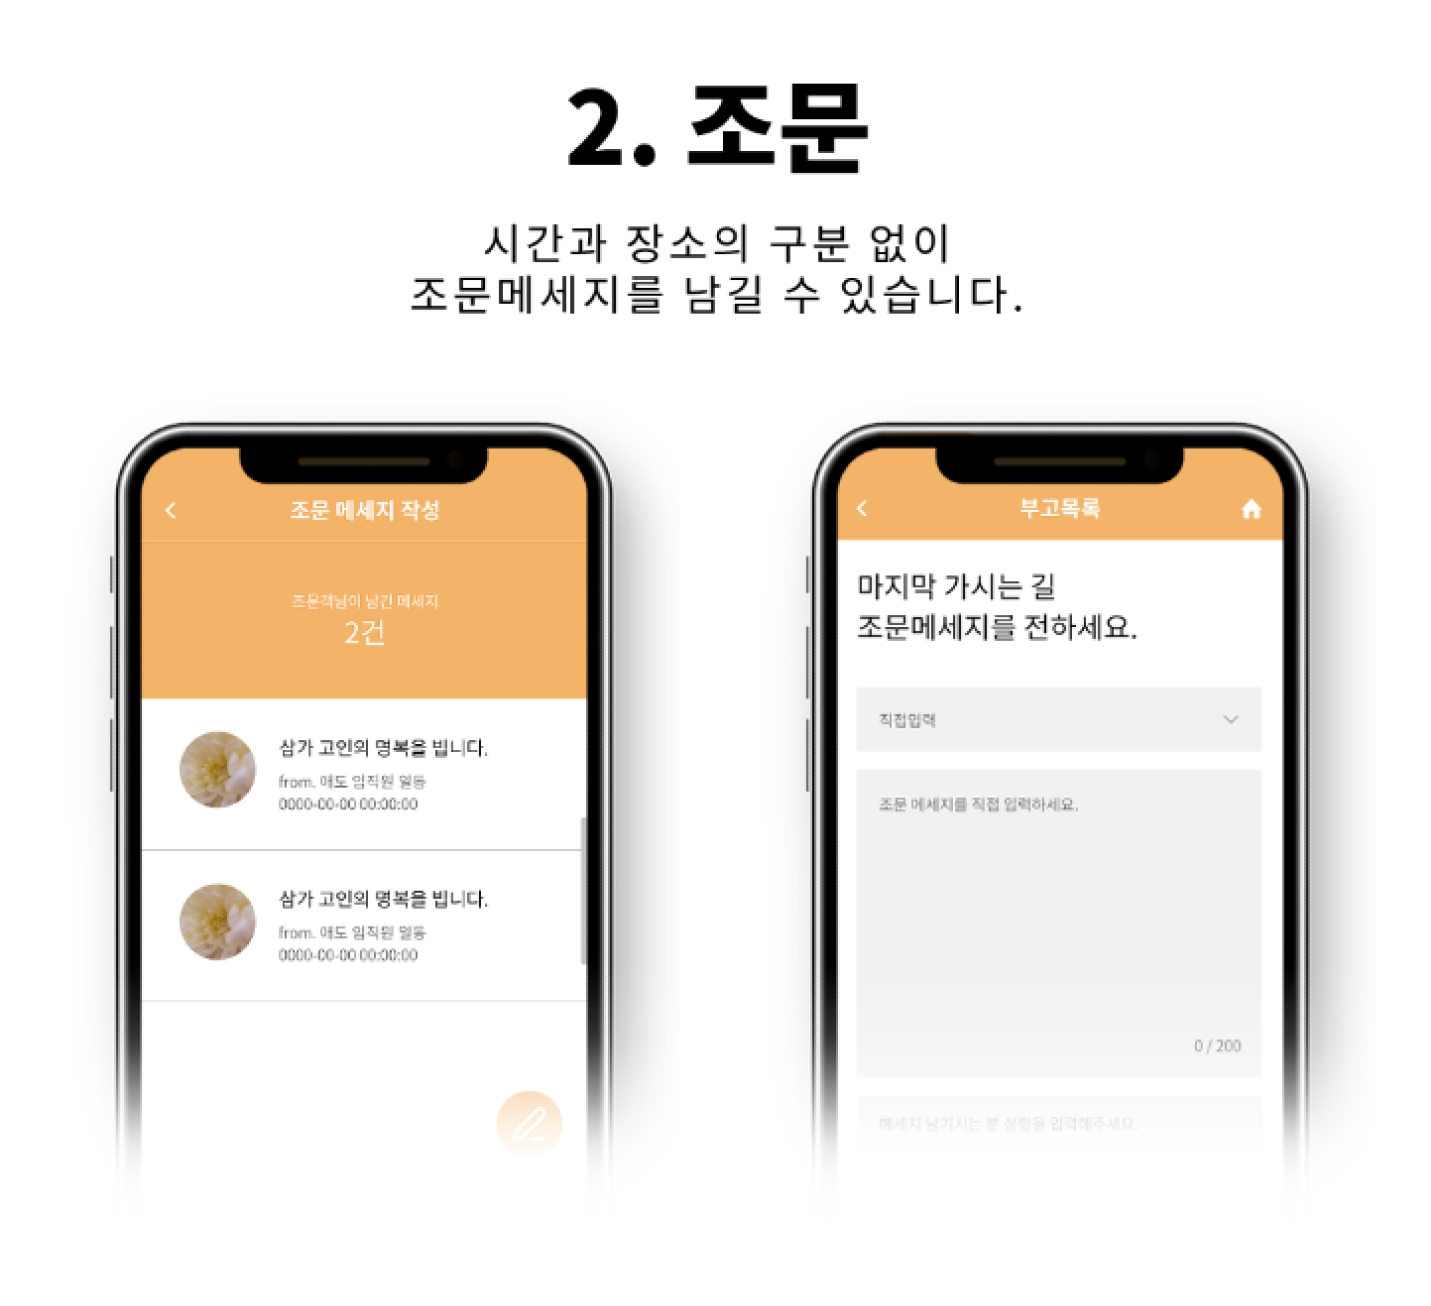 2. 조문
시간과 장소의 구분 없이
조문메세지를 남길 수 있습니다.
조문 메세지 작성
조문객님이 남긴 메세지
2건
삼가 고인의 명복을 빕니다.
from. 애도 임직원 일동
0000-00-00 00:00:00
삼가 고인의 명복을 빕니다.
from. 애도 임직원 일동
0000-00-00 00:00:00
부고목록
마지막 가시는 길
조문메세지를 전하세요.
직접입력
조문 메세지를 직접 입력하세요.
0 / 200
메세지 남기시는 분 성함을 입력해주세요.